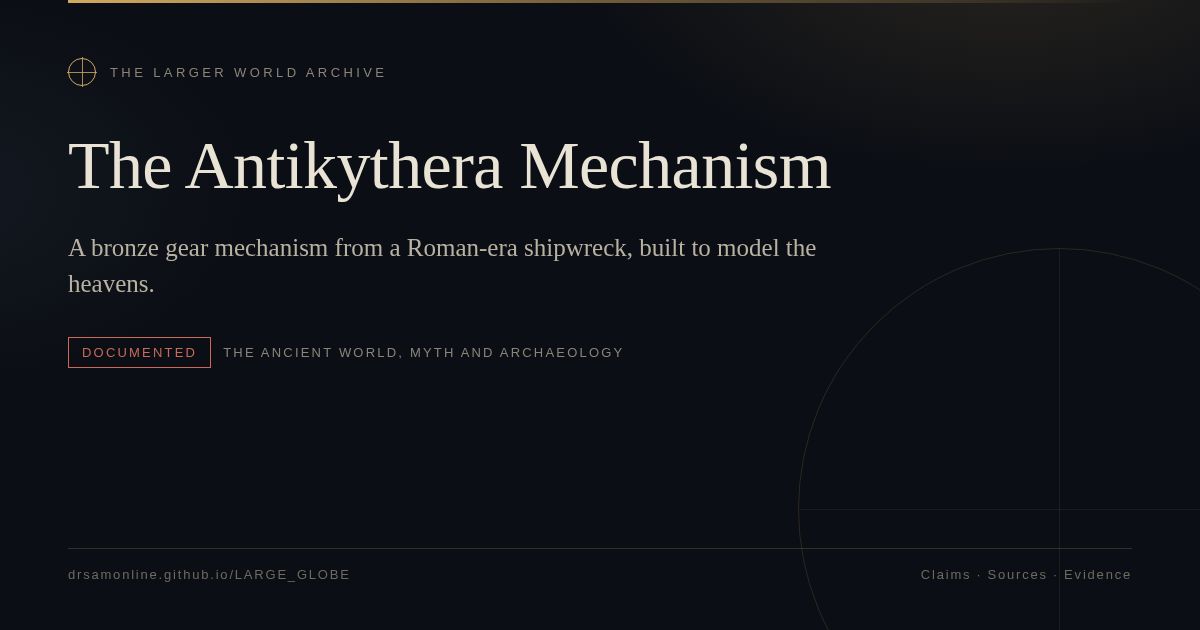 THE LARGER WORLD ARCHIVE
The Antikythera Mechanism
A bronze gear mechanism from a Roman-era shipwreck, built to model the
heavens.
DOCUMENTED THE ANCIENT WORLD, MYTH AND ARCHAEOLOGY
drsamonline.github.io/LARGE_GLOBE Claims · Sources · Evidence